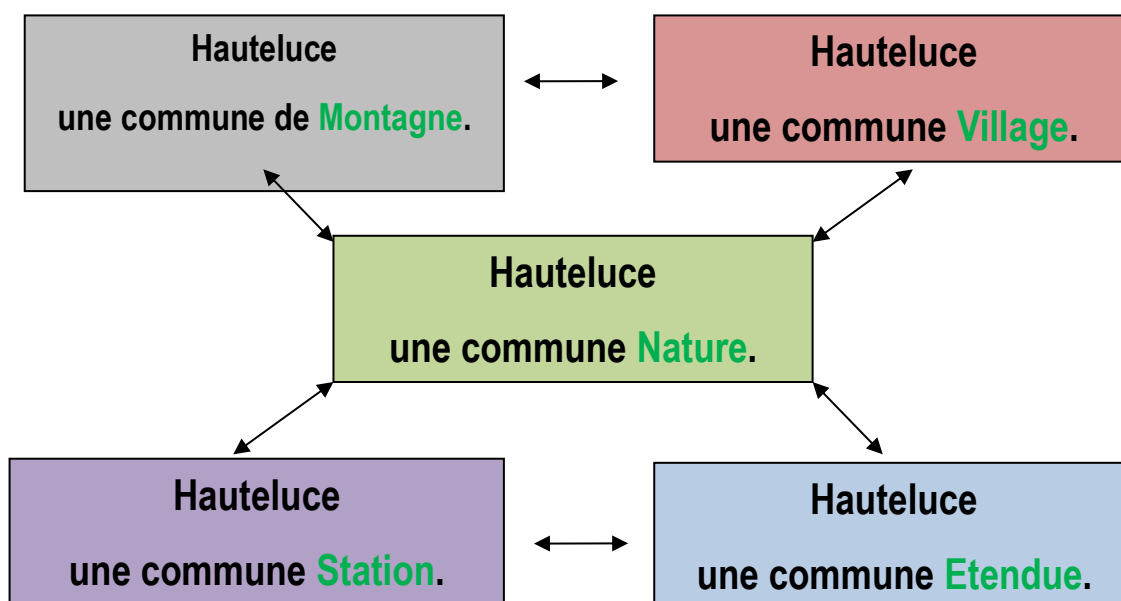 Hauteluce
une commune de Montagne.
Hauteluce
une commune Village.
Hauteluce
une commune Nature.
Hauteluce
une commune Station.
Hauteluce
une commune Etendue.